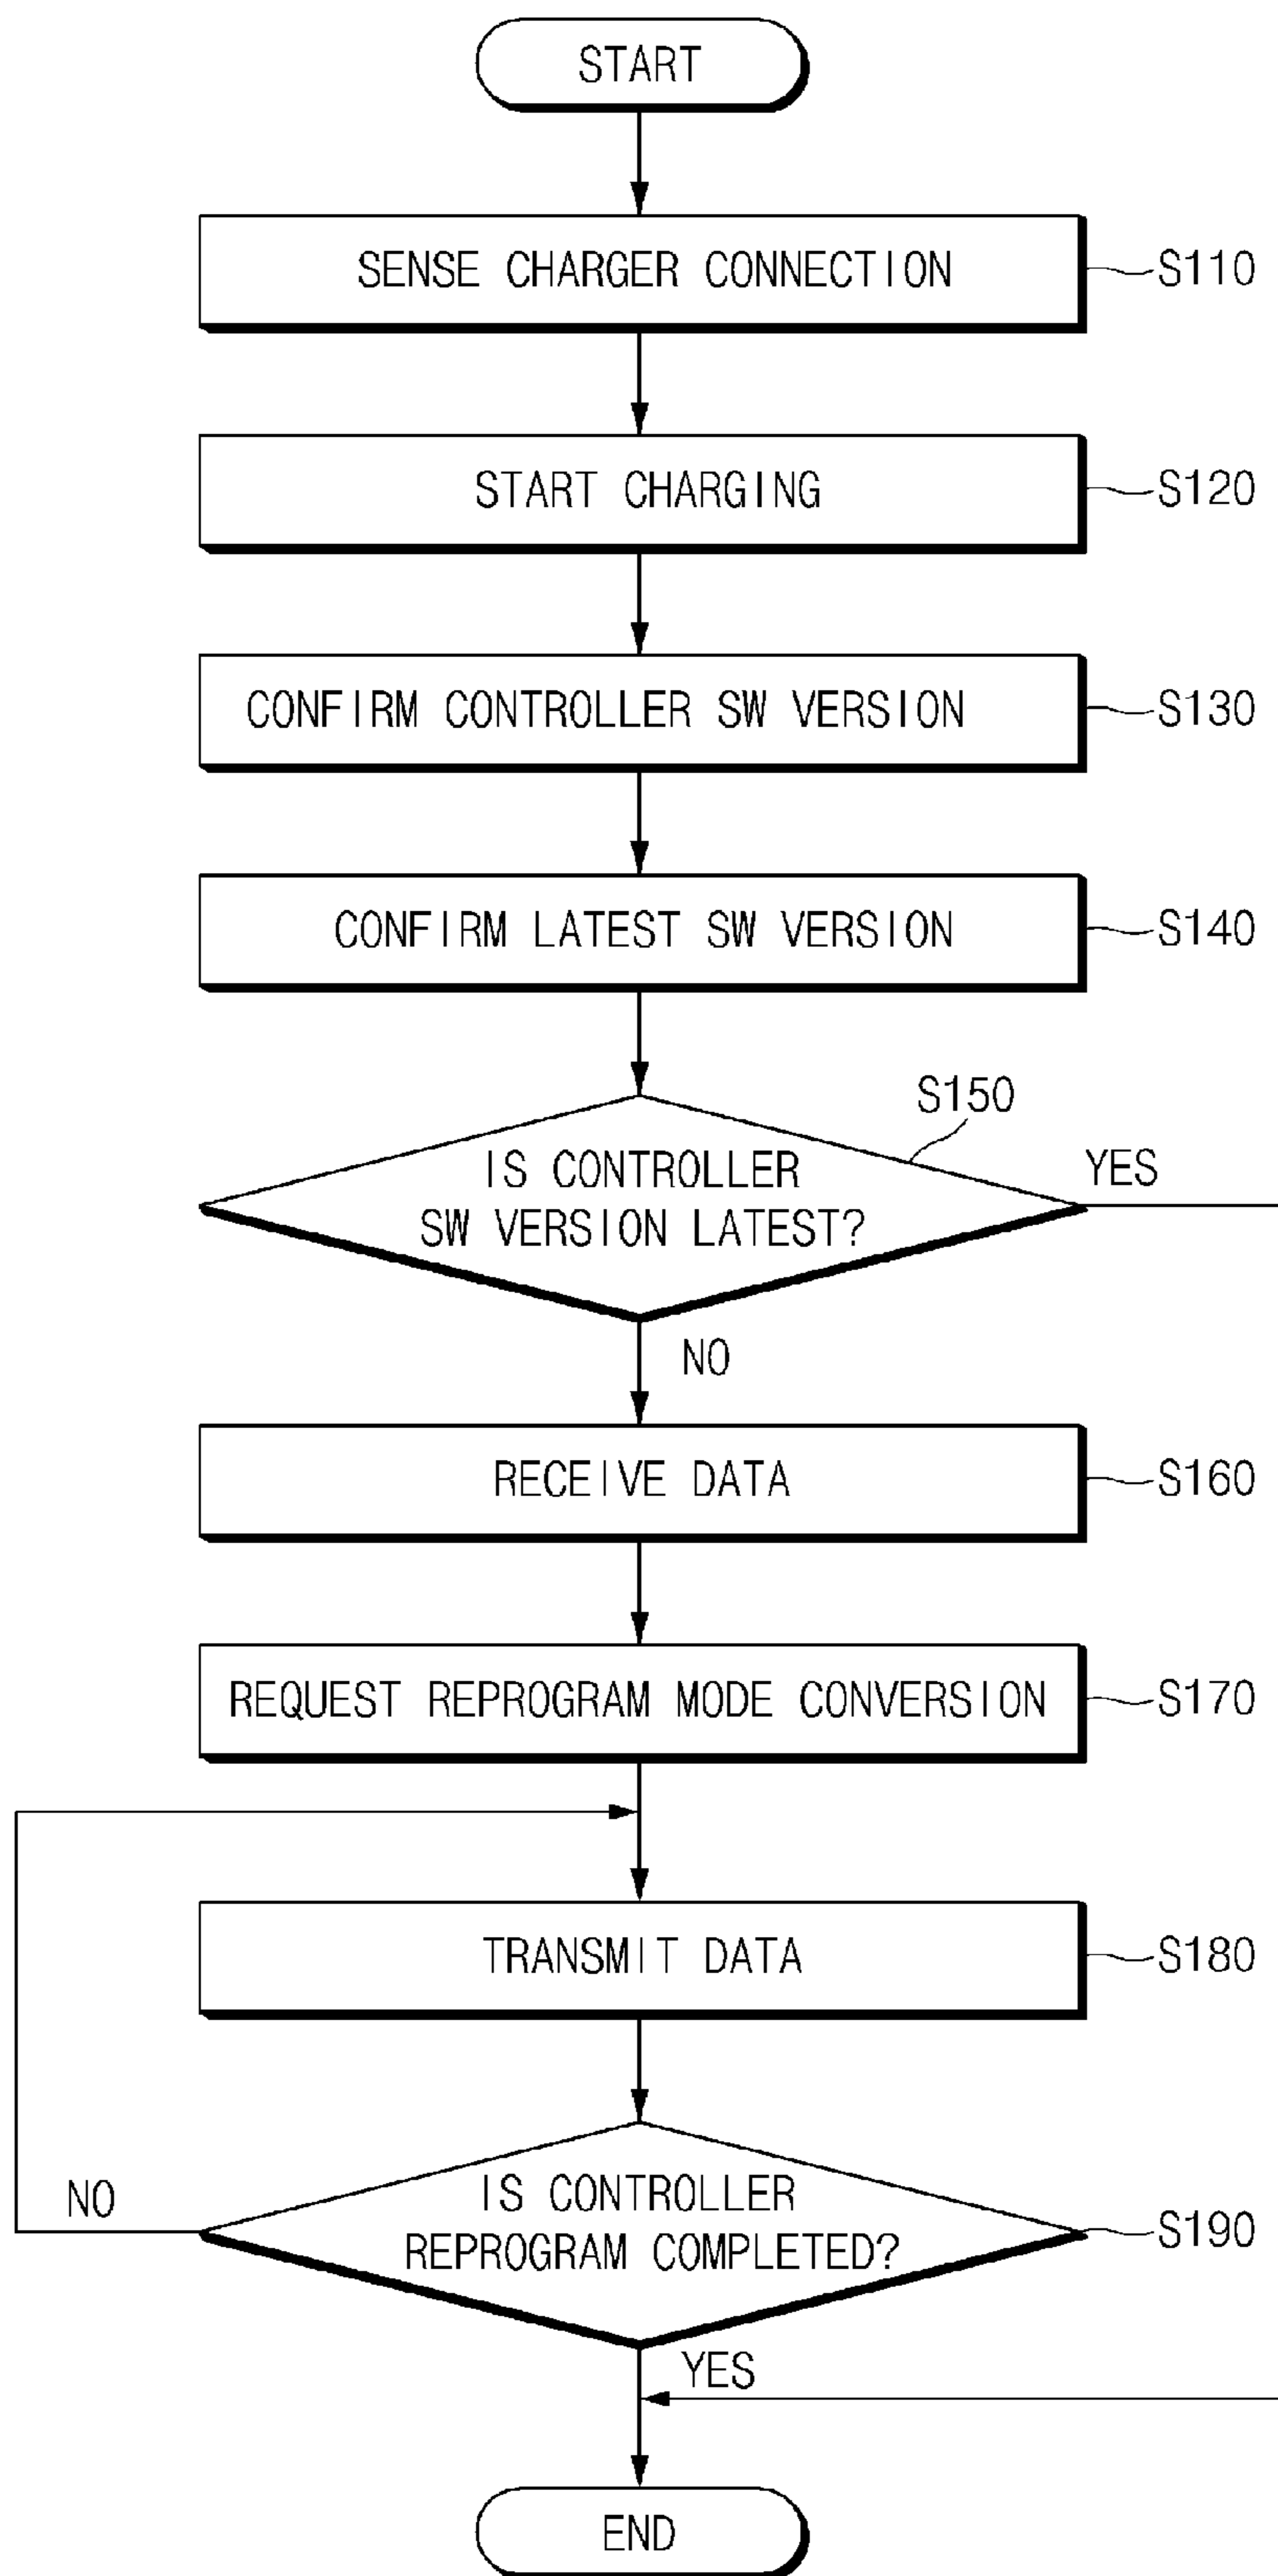 START
SENSE CHARGER CONNECTION
S110
START CHARGING
S120
CONFIRM CONTROLLER SW VERSION
S130
CONFIRM LATEST SW VERSION
S140
S150
IS CONTROLLER
SW VERSION LATEST?
YES
NO
RECEIVE DATA
S160
REQUEST REPROGRAM MODE CONVERSION
S170
TRANSMIT DATA
S180
NO
IS CONTROLLER
REPROGRAM COMPLETED?
S190
YES
END